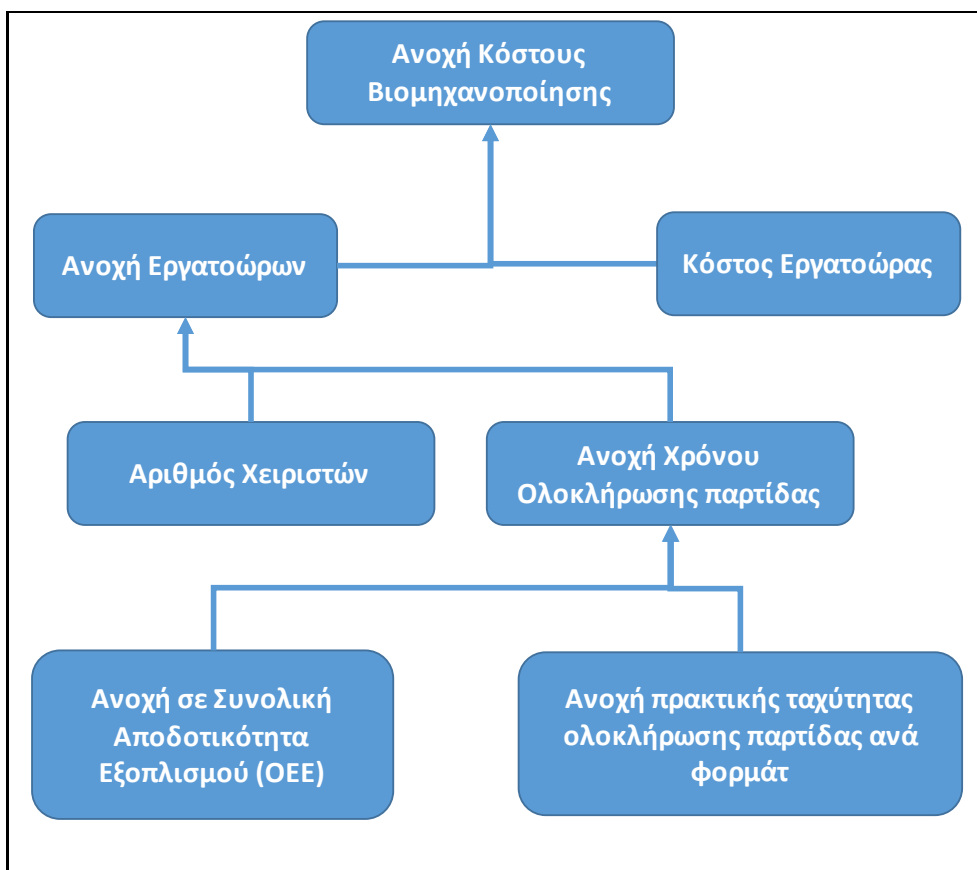 Ανοχή Κόστους
Βιομηχανοποίησης
Ανοχή Εργατοώρων
Κόστος Εργατοώρας
Αριθμός Χειριστών
Ανοχή Χρόνου
Ολοκλήρωσης παρτίδας
Ανοχή σε Συνολική
Αποδοτικότητα
Εξοπλισμού (ΟΕΕ)
Ανοχή πρακτικής ταχύτητας
ολοκλήρωσης παρτίδας ανά
φορμάτ